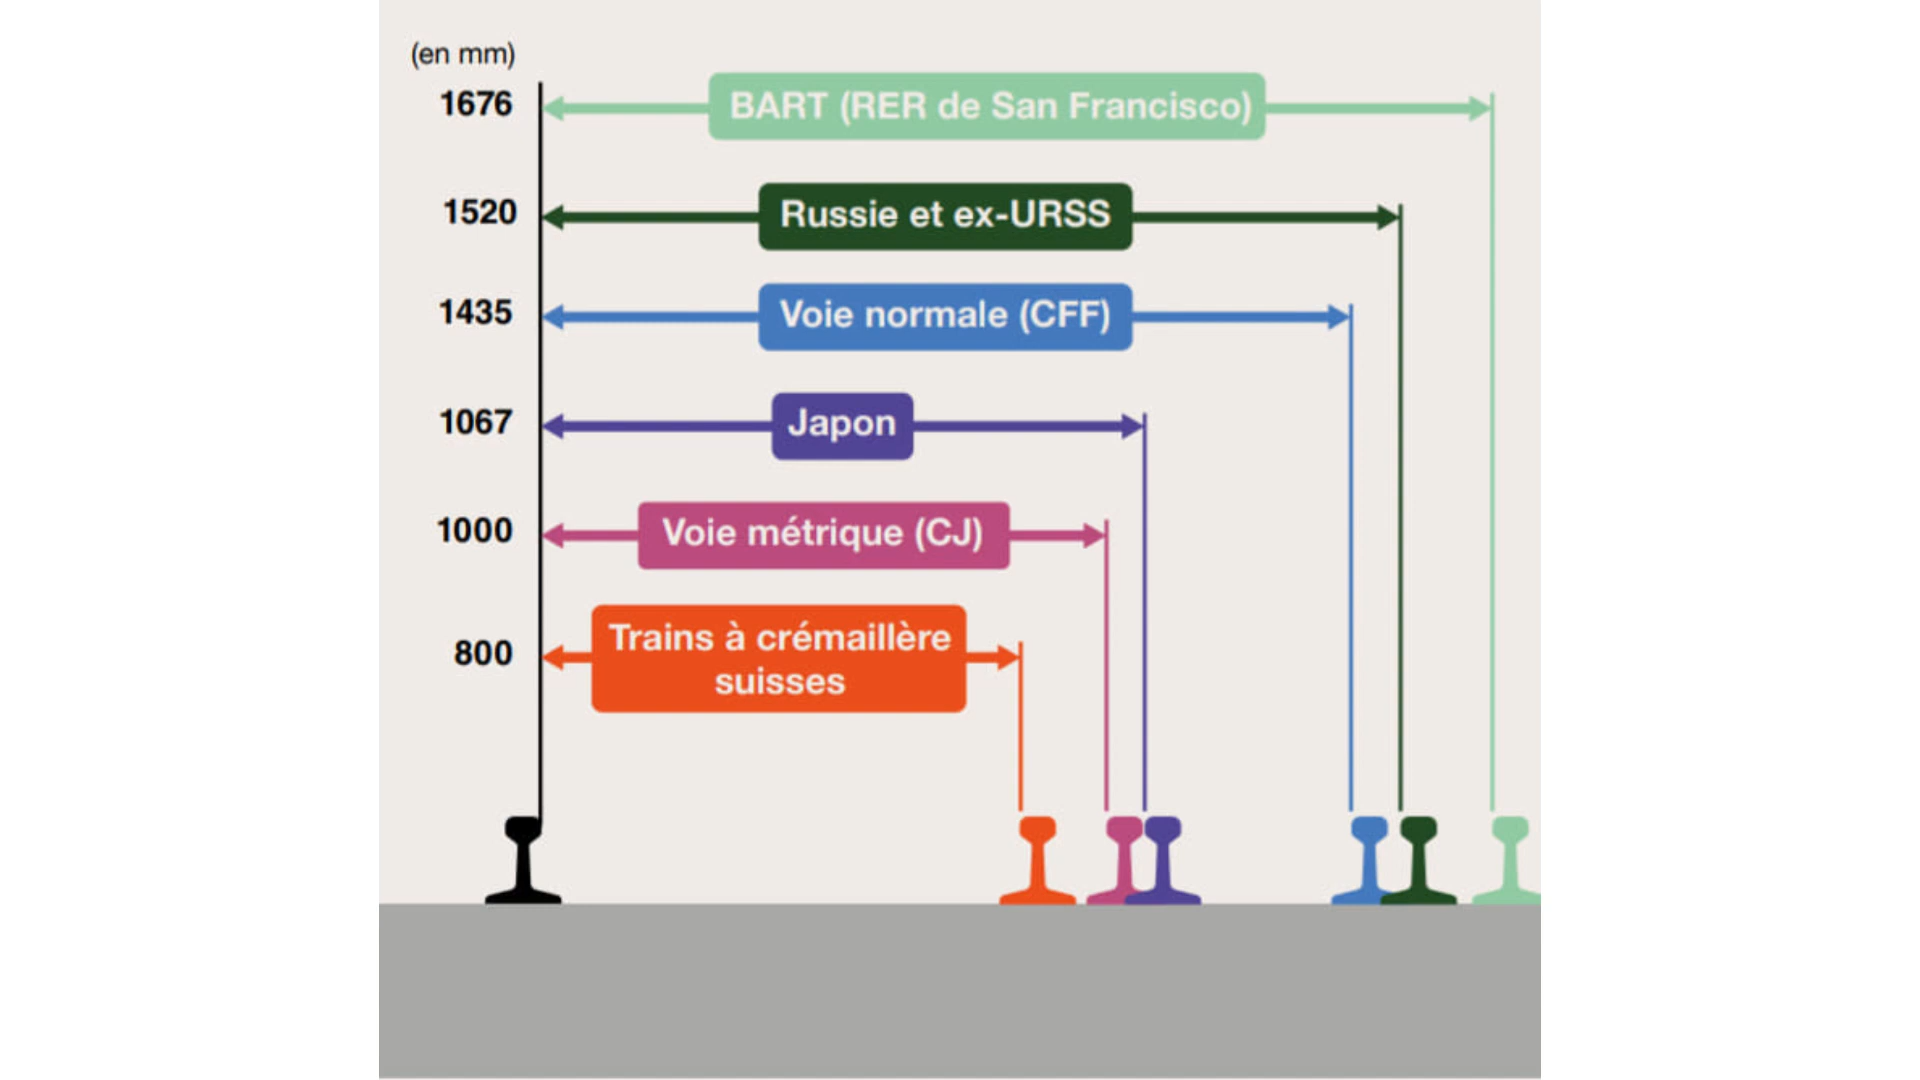 (en mm)
1676 BART (RER de San Francisco)
1520 Russie et ex-URSS
1435 Voie normale (CFF)
1067 Japon
1000 Voie métrique (CJ)
800 Trains à crémaillère
suisses